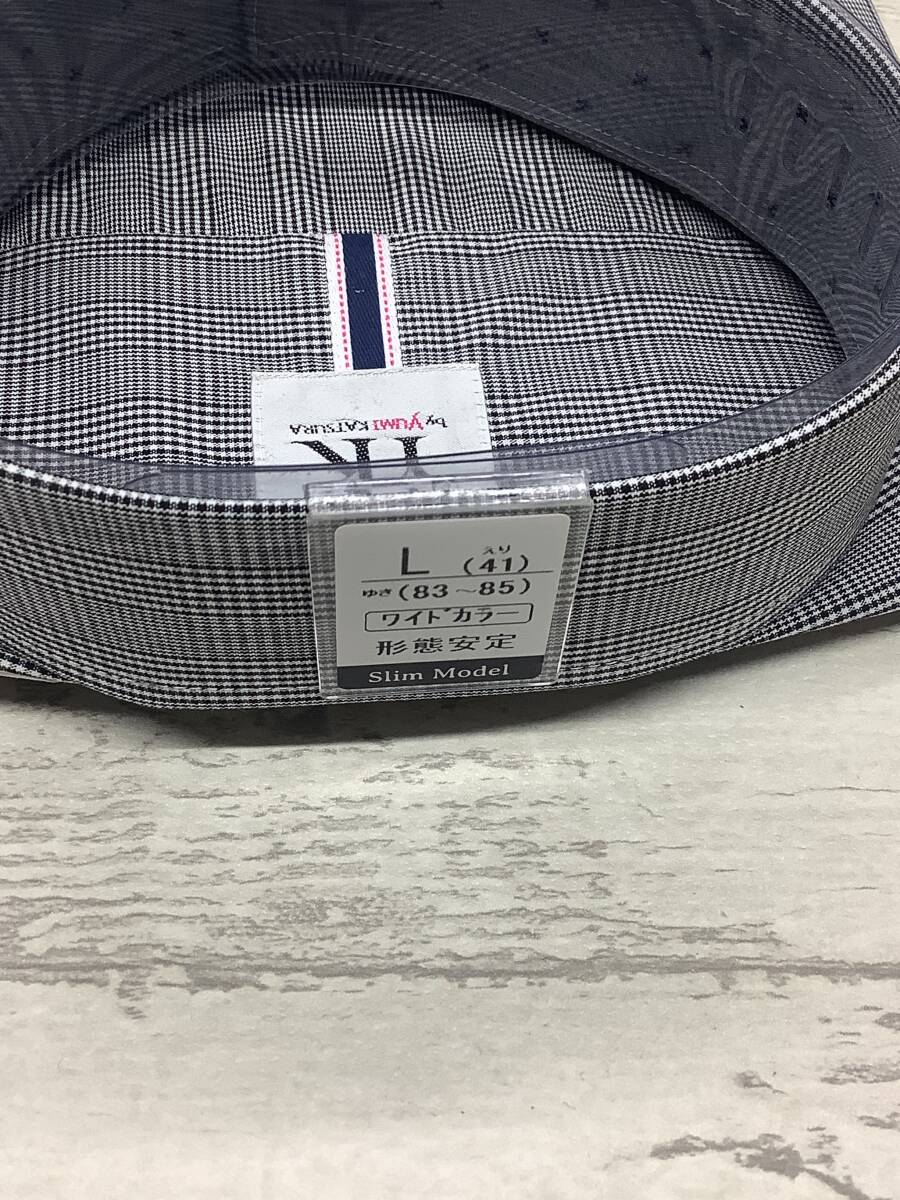 by YUMI KATSURA
L えり(41)
ゆき(83~85)
ワイドカラー
形態安定
Slim Model